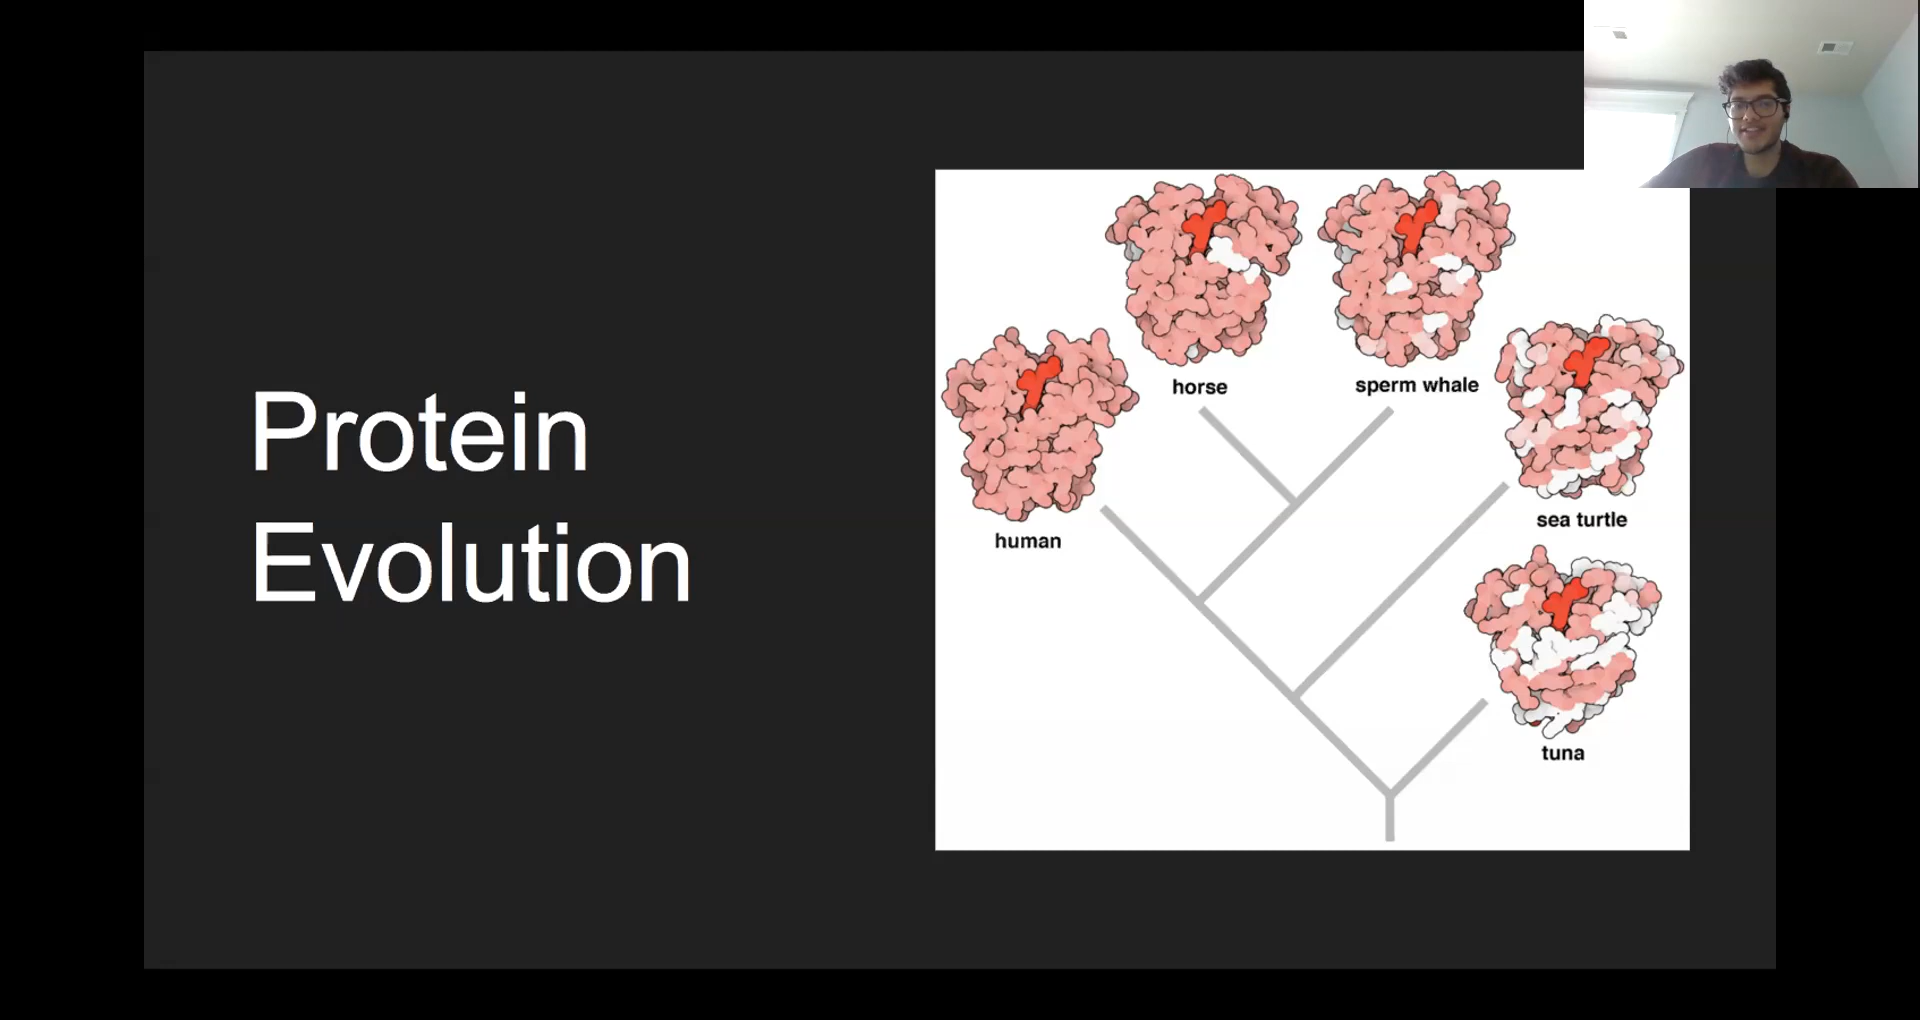 Protein
Evolution
horse
sperm whale
human
sea turtle
tuna